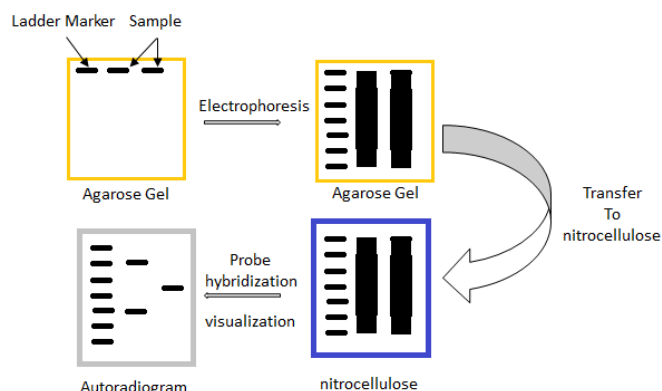 Ladder Marker Sample
Electrophoresis
Agarose Gel
Agarose Gel
Transfer
To
nitrocellulose
Probe
hybridization
visualization
Autoradiogram
nitrocellulose